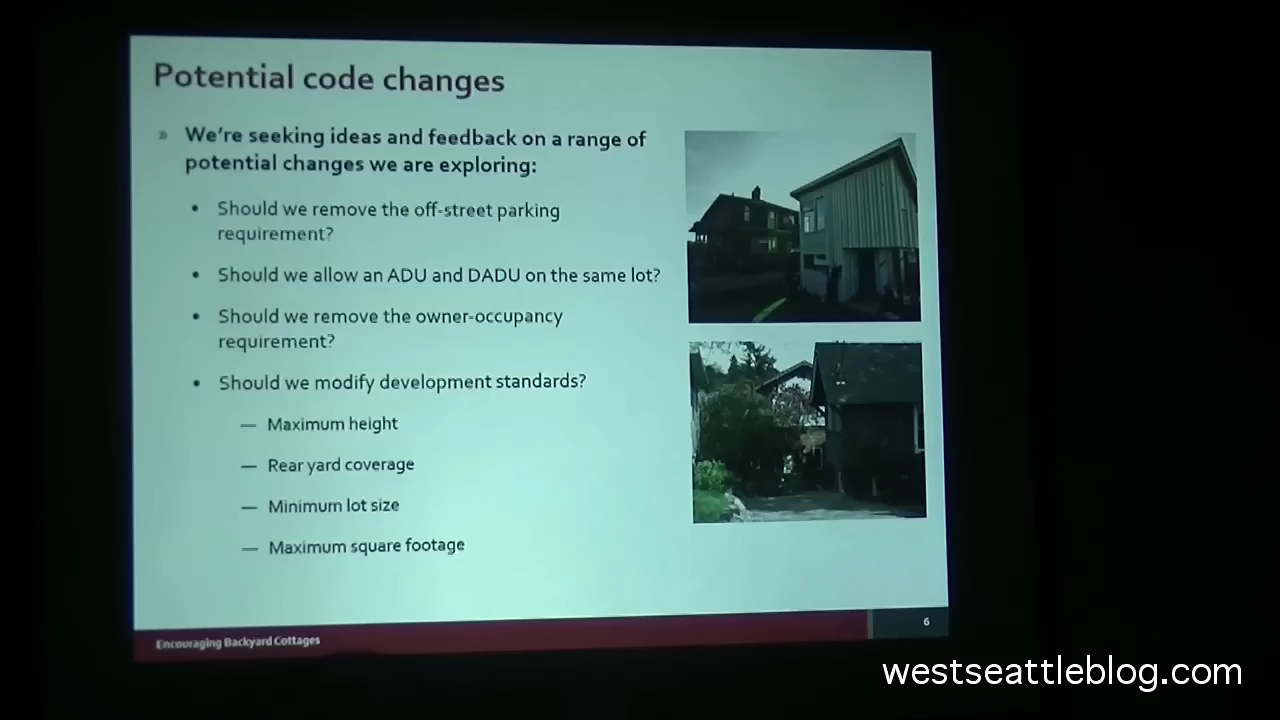 Potential code changes
» We're seeking ideas and feedback on a range of
potential changes we are exploring:
• Should we remove the off-street parking
requirement?
• Should we allow an ADU and DADU on the same lot?
• Should we remove the owner-occupancy
requirement?
• Should we modify development standards?
— Maximum height
— Rear yard coverage
— Minimum lot size
— Maximum square footage
Encouraging Backyard Cottages
6
westseattleblog.com